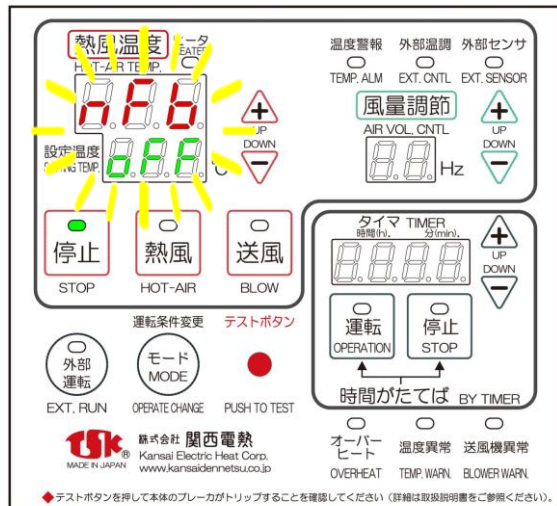 熱風温度 ヒータ
HOT-AIR TEMP. HEATER
nFb
設定温度
SETTING TEMP.
oFF
℃
+
UP
DOWN
−
温度警報 外部温調 外部センサ
TEMP. ALM EXT. CNTL EXT. SENSOR
風量調節
AIR VOL. CNTL
Hz
+
UP
DOWN
−
停止 熱風 送風
STOP HOT-AIR BLOW
タイマ TIMER
時間(h). 分(min).
+
UP
DOWN
−
運転 停止
OPERATION STOP
時間がたてば BY TIMER
運転条件変更 テストボタン
外部
運転
モード
MODE
EXT. RUN OPERATE CHANGE PUSH TO TEST
TSK®
MADE IN JAPAN
株式会社 関西電熱
Kansai Electric Heat Corp.
www.kansaidennetsu.co.jp
オーバー
ヒート
温度異常 送風機異常
OVERHEAT TEMP. WARN. BLOWER WARN.
◆テストボタンを押して本体のブレーカがトリップすることを確認してください（詳細は取扱説明書をご参照ください）。